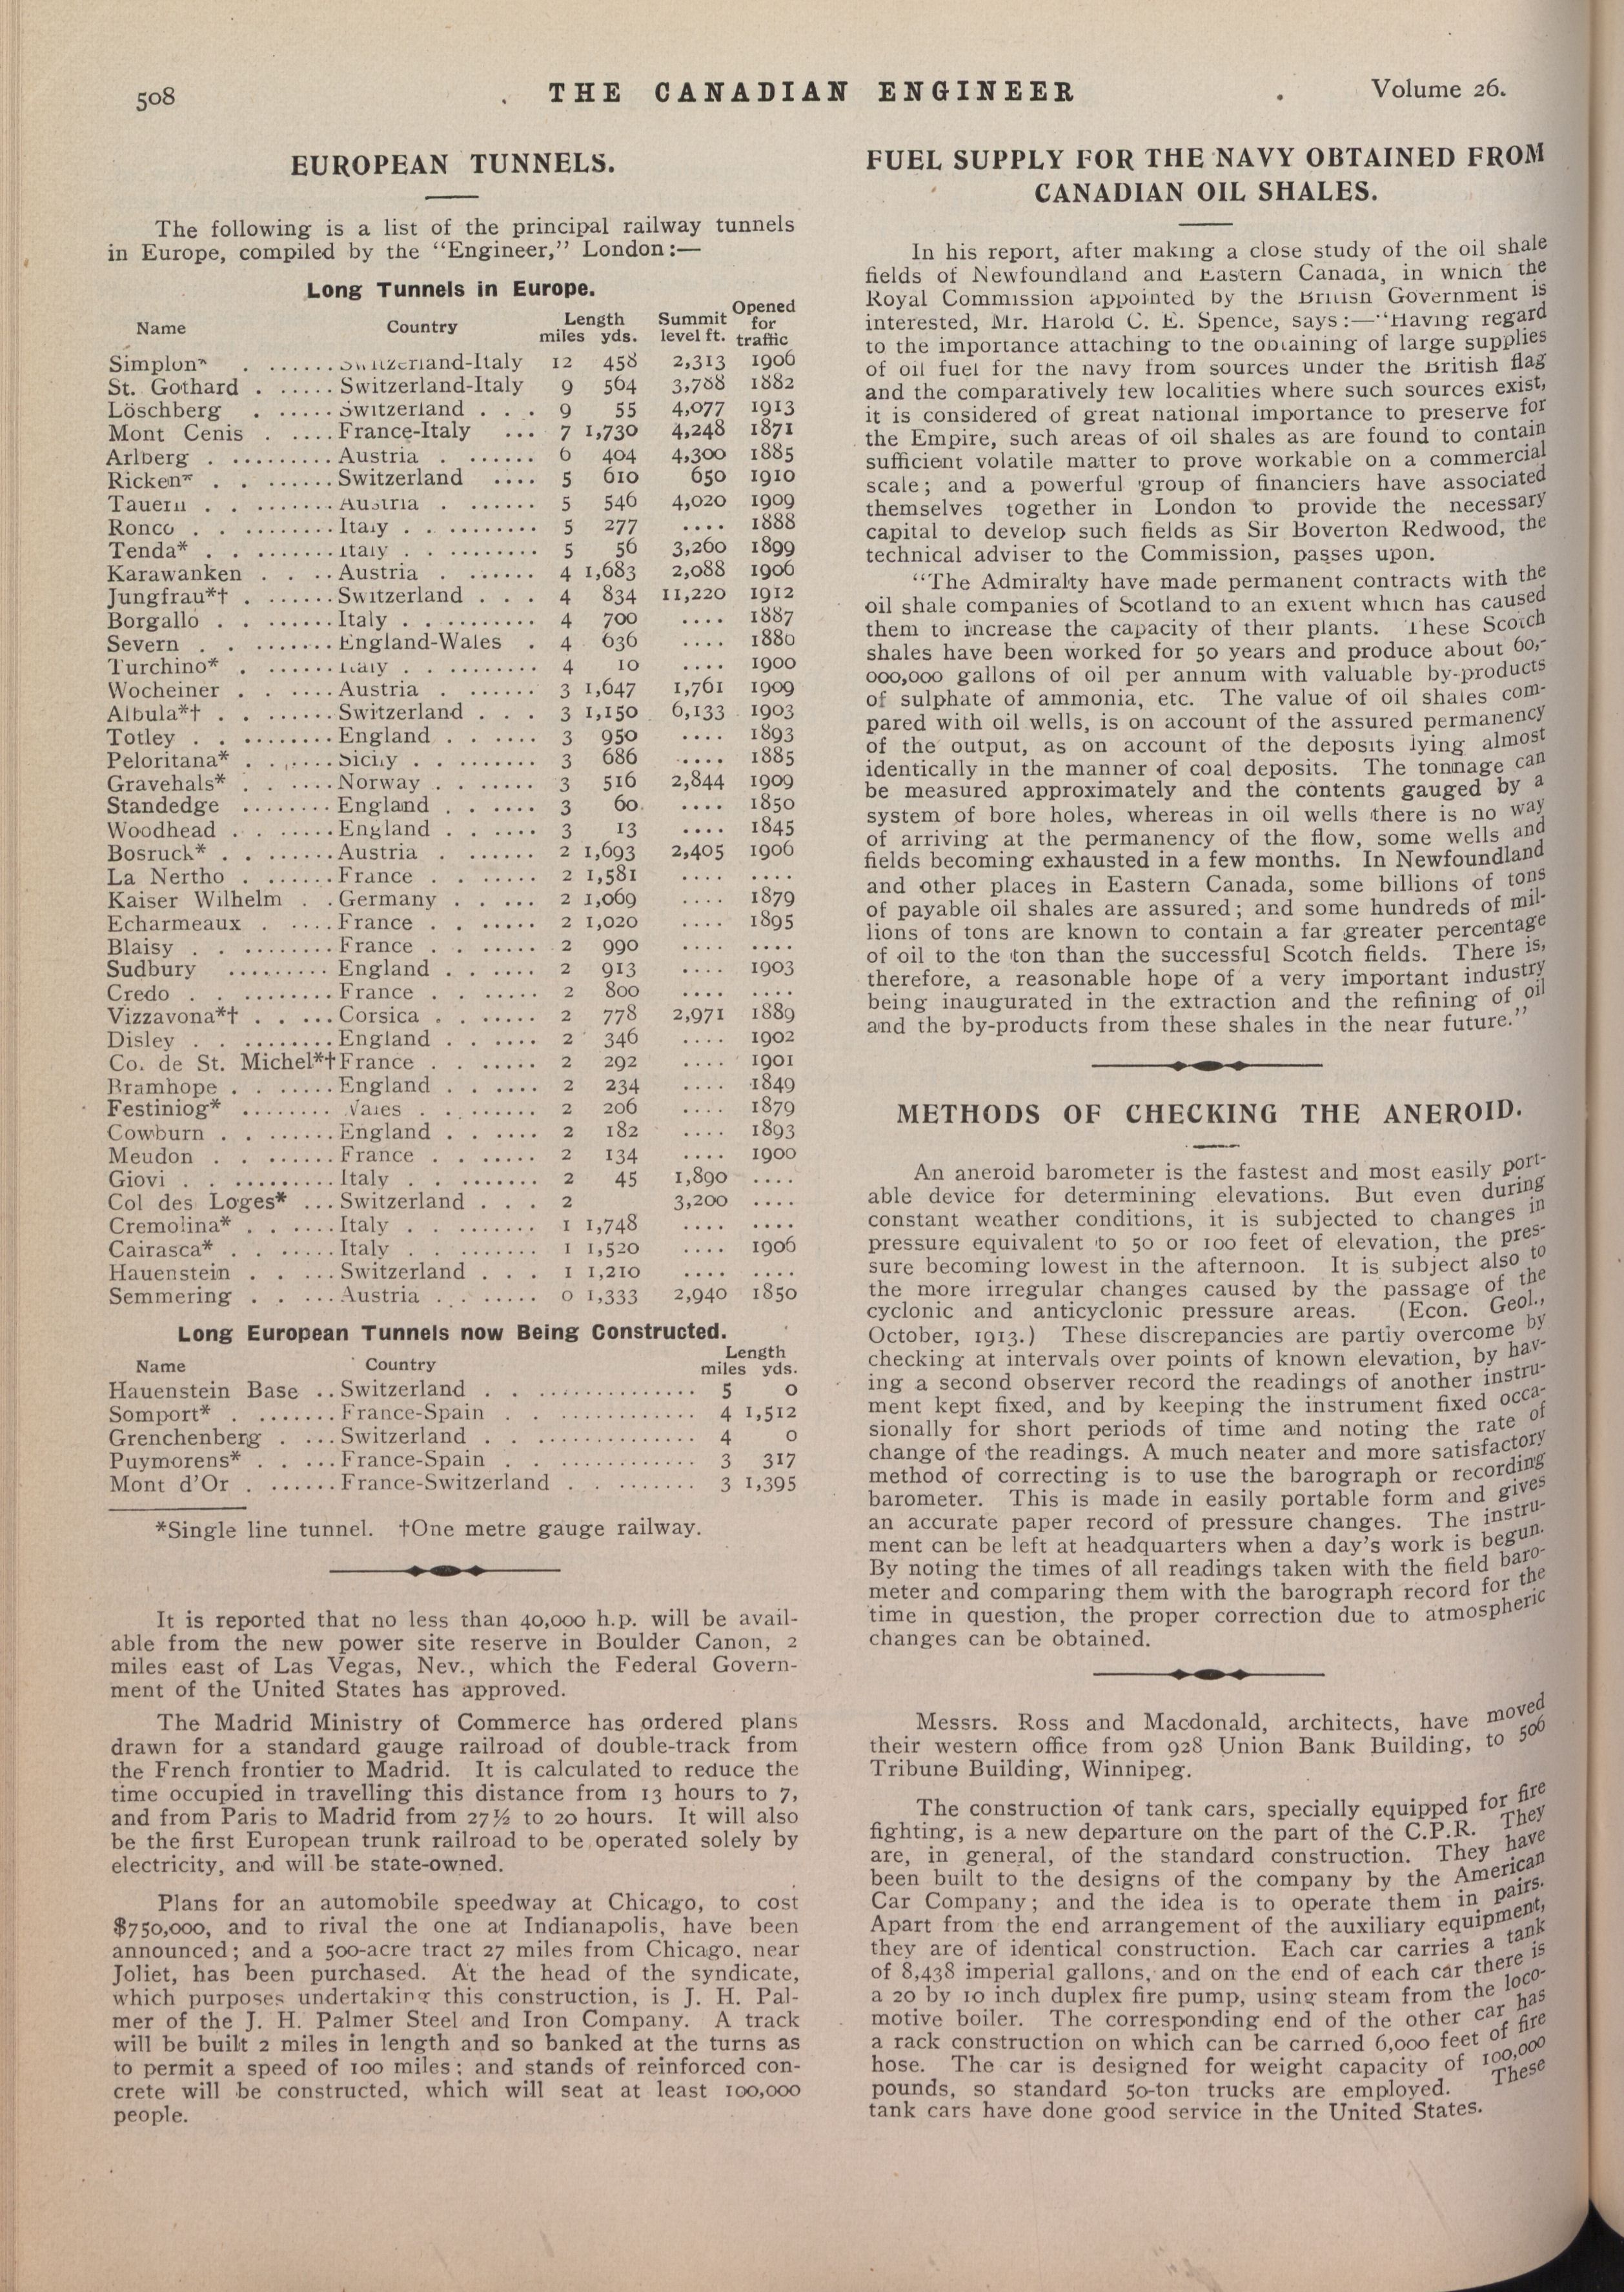 508
THE CANADIAN ENGINEER
Volume 26.
EUROPEAN TUNNELS.
The following is a list of the principal railway tunnels
in Europe, compiled by the "Engineer," London:—
Long Tunnels in Europe.
Name Country Length miles yds. Summit level ft. Opened for traffic
Simplon* . ...... Switzerland-Italy 12 458 2,313 1906
St. Gothard . ..... Switzerland-Italy 9 564 3,788 1882
Löschberg . ..... Switzerland . . . 9 55 4,077 1913
Mont Cenis . .... France-Italy ... 7 1,730 4,248 1871
Arlberg . ......... Austria . ...... 6 404 4,300 1885
Ricken* . . ...... Switzerland .... 5 610 650 1910
Tauern . . ....... Austria . ...... 5 546 4,020 1909
Ronco . . ........ Italy . . ........ 5 277 .... 1888
Tenda* . . ....... Italy . . ........ 5 56 3,260 1899
Karawanken . . .. Austria . ...... 4 1,683 2,088 1906
Jungfrau*† . ...... Switzerland . . . 4 834 11,220 1912
Borgallo . . ...... Italy . . ........ 4 700 .... 1887
Severn . . ....... England-Wales . 4 636 .... 1880
Turchino* . ...... Italy . . ........ 4 10 .... 1900
Wocheiner . . .... Austria . ...... 3 1,647 1,761 1909
Albula*† . . ...... Switzerland . . . 3 1,150 6,133 1903
Totley . . ........ England . . .... 3 950 .... 1893
Peloritana* . . .... Sicily . . ....... 3 686 .... 1885
Gravehals* . . .... Norway . . ..... 3 516 2,844 1909
Standedge ........ England . . .... 3 60 .... 1850
Woodhead . . ..... England . . .... 3 13 .... 1845
Bosruck* . . ...... Austria . ...... 2 1,693 2,405 1906
La Nertho . ...... France . . ..... 2 1,581 .... ....
Kaiser Wilhelm . . Germany . . ... 2 1,069 .... 1879
Echarmeaux . .... France . . ..... 2 1,020 .... 1895
Blaisy . . ........ France . . ..... 2 990 .... ....
Sudbury ......... England . . .... 2 913 .... 1903
Credo . . ........ France . . ..... 2 800 .... ....
Vizzavona*† . . ... Corsica . . ..... 2 778 2,971 1889
Disley . . ........ England . . .... 2 346 .... 1902
Co. de St. Michel*† France . . ..... 2 292 .... 1901
Bramhope . . ..... England . . .... 2 234 .... 1849
Festiniog* ........ Wales . . ....... 2 206 .... 1879
Cowburn . . ...... England . . .... 2 182 .... 1893
Meudon . . ...... France . . ..... 2 134 .... 1900
Giovi . . ......... Italy . . ....... 2 45 1,890 ....
Col des Loges* ... Switzerland . . . 2 3,200 ....
Cremolina* . . .... Italy . . ....... 1 1,748 .... ....
Cairasca* . . ..... Italy . . ........ 1 1,520 .... 1906
Hauenstein . . ... Switzerland . . . 1 1,210 .... ....
Semmering . . ... Austria . . ..... 0 1,333 2,940 1850
Long European Tunnels now Being Constructed.
Name Country Length miles yds.
Hauenstein Base .. Switzerland . . .............. 5 0
Somport* . ....... France-Spain . . ............ 4 1,512
Grenchenberg . ... Switzerland . . .............. 4 0
Puymorens* . . ... France-Spain . . ............ 3 317
Mont d'Or . ...... France-Switzerland . . ....... 3 1,395
*Single line tunnel. †One metre gauge railway.
It is reported that no less than 40,000 h.p. will be avail-
able from the new power site reserve in Boulder Canon, 2
miles east of Las Vegas, Nev., which the Federal Govern-
ment of the United States has approved.
The Madrid Ministry of Commerce has ordered plans
drawn for a standard gauge railroad of double-track from
the French frontier to Madrid. It is calculated to reduce the
time occupied in travelling this distance from 13 hours to 7,
and from Paris to Madrid from 27½ to 20 hours. It will also
be the first European trunk railroad to be operated solely by
electricity, and will be state-owned.
Plans for an automobile speedway at Chicago, to cost
$750,000, and to rival the one at Indianapolis, have been
announced; and a 500-acre tract 27 miles from Chicago, near
Joliet, has been purchased. At the head of the syndicate,
which purposes undertaking this construction, is J. H. Pal-
mer of the J. H. Palmer Steel and Iron Company. A track
will be built 2 miles in length and so banked at the turns as
to permit a speed of 100 miles; and stands of reinforced con-
crete will be constructed, which will seat at least 100,000
people.
FUEL SUPPLY FOR THE NAVY OBTAINED FROM
CANADIAN OIL SHALES.
In his report, after making a close study of the oil shale
fields of Newfoundland and Eastern Canada, in which the
Royal Commission appointed by the British Government is
interested, Mr. Harold C. E. Spence, says:—"Having regard
to the importance attaching to the obtaining of large supplies
of oil fuel for the navy from sources under the British flag
and the comparatively few localities where such sources exist,
it is considered of great national importance to preserve for
the Empire, such areas of oil shales as are found to contain
sufficient volatile matter to prove workable on a commercial
scale; and a powerful group of financiers have associated
themselves together in London to provide the necessary
capital to develop such fields as Sir Boverton Redwood, the
technical adviser to the Commission, passes upon.
"The Admiralty have made permanent contracts with the
oil shale companies of Scotland to an extent which has caused
them to increase the capacity of their plants. These Scotch
shales have been worked for 50 years and produce about 60,-
000,000 gallons of oil per annum with valuable by-products
of sulphate of ammonia, etc. The value of oil shales com-
pared with oil wells, is on account of the assured permanency
of the output, as on account of the deposits lying almost
identically in the manner of coal deposits. The tonnage can
be measured approximately and the contents gauged by a
system of bore holes, whereas in oil wells there is no way
of arriving at the permanency of the flow, some wells and
fields becoming exhausted in a few months. In Newfoundland
and other places in Eastern Canada, some billions of tons
of payable oil shales are assured; and some hundreds of mil-
lions of tons are known to contain a far greater percentage
of oil to the ton than the successful Scotch fields. There is,
therefore, a reasonable hope of a very important industry
being inaugurated in the extraction and the refining of oil
and the by-products from these shales in the near future."
METHODS OF CHECKING THE ANEROID.
An aneroid barometer is the fastest and most easily port-
able device for determining elevations. But even during
constant weather conditions, it is subjected to changes in
pressure equivalent to 50 or 100 feet of elevation, the pres-
sure becoming lowest in the afternoon. It is subject also to
the more irregular changes caused by the passage of the
cyclonic and anticyclonic pressure areas. (Econ. Geol.,
October, 1913.) These discrepancies are partly overcome by
checking at intervals over points of known elevation, by hav-
ing a second observer record the readings of another instru-
ment kept fixed, and by keeping the instrument fixed occa-
sionally for short periods of time and noting the rate of
change of the readings. A much neater and more satisfactory
method of correcting is to use the barograph or recording
barometer. This is made in easily portable form and gives
an accurate paper record of pressure changes. The instru-
ment can be left at headquarters when a day's work is begun.
By noting the times of all readings taken with the field baro-
meter and comparing them with the barograph record for the
time in question, the proper correction due to atmospheric
changes can be obtained.
Messrs. Ross and Macdonald, architects, have moved
their western office from 928 Union Bank Building, to 506
Tribune Building, Winnipeg.
The construction of tank cars, specially equipped for fire
fighting, is a new departure on the part of the C.P.R. They
are, in general, of the standard construction. They have
been built to the designs of the company by the American
Car Company; and the idea is to operate them in pairs.
Apart from the end arrangement of the auxiliary equipment,
they are of identical construction. Each car carries a tank
of 8,438 imperial gallons, and on the end of each car there is
a 20 by 10 inch duplex fire pump, using steam from the loco-
motive boiler. The corresponding end of the other car has
a rack construction on which can be carried 6,000 feet of fire
hose. The car is designed for weight capacity of 100,000
pounds, so standard 50-ton trucks are employed. These
tank cars have done good service in the United States.